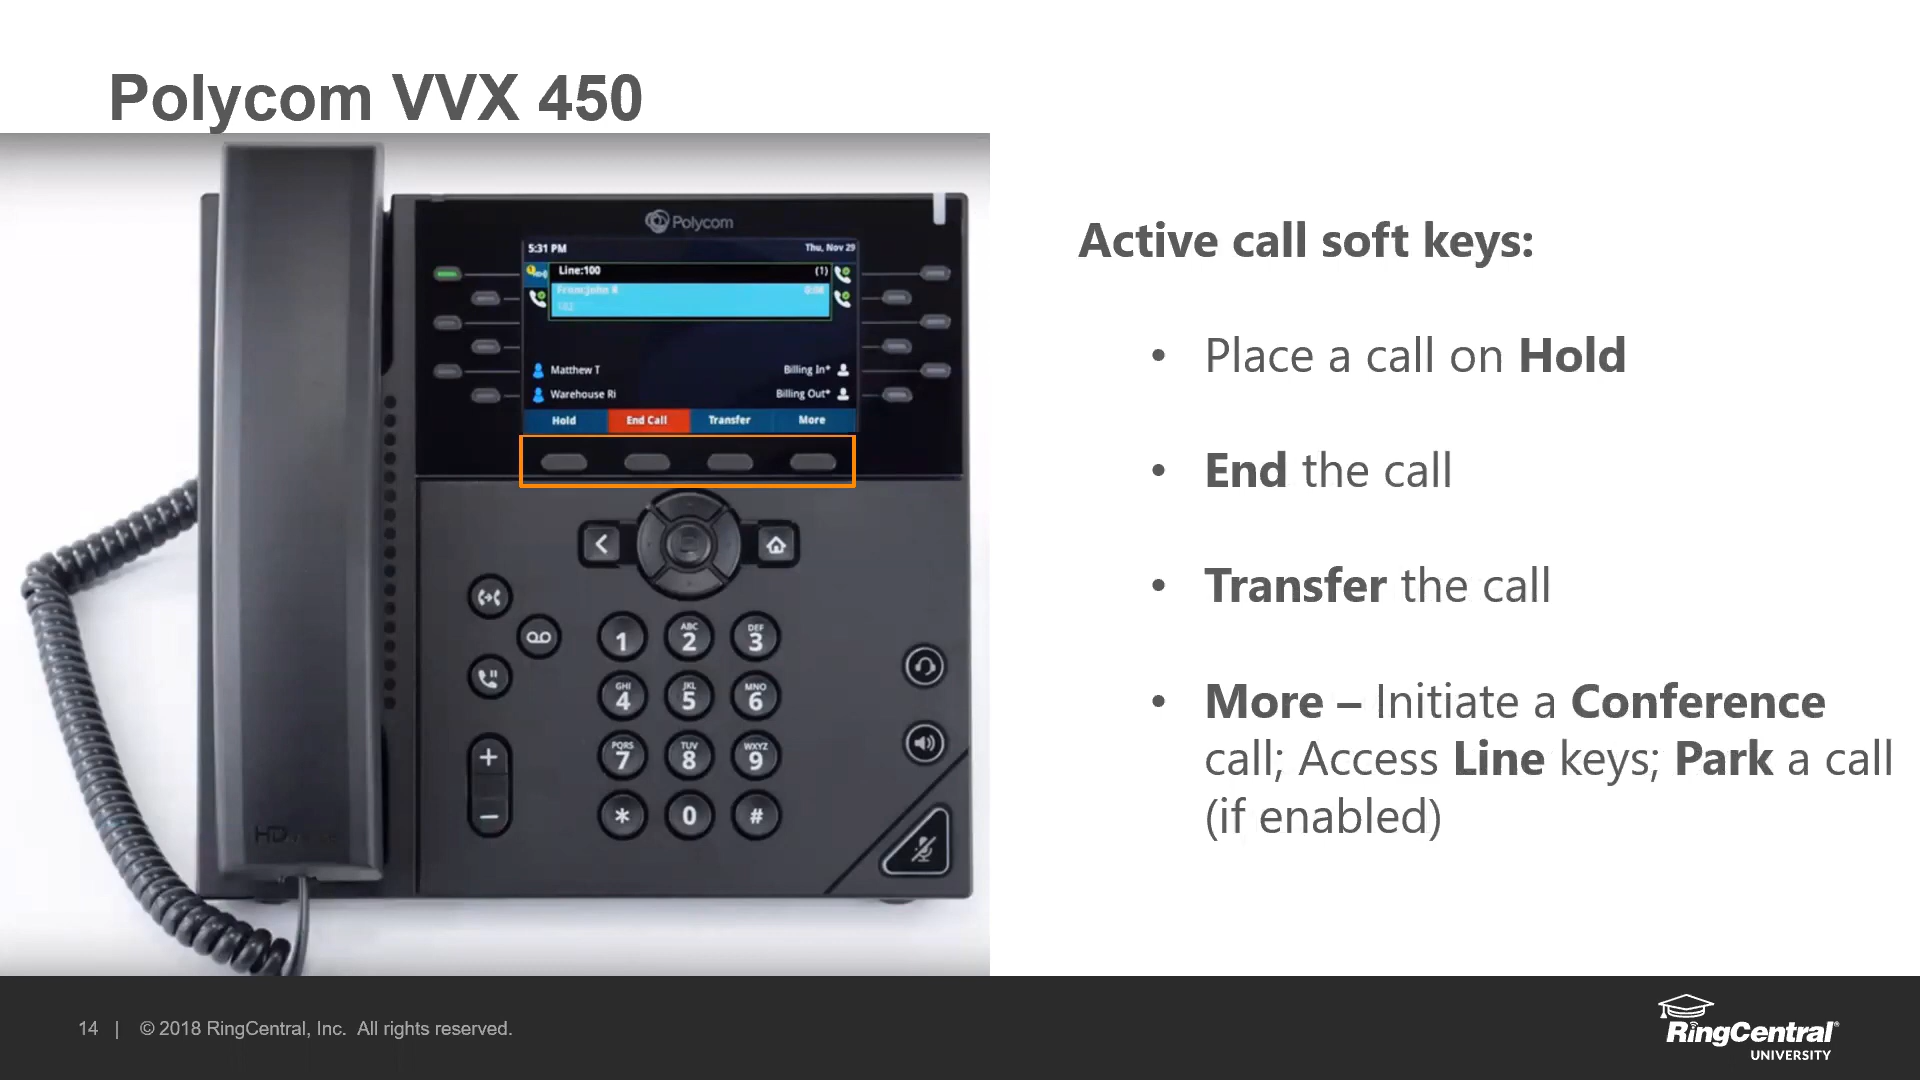 Polycom VVX 450
Polycom
5:31 PM Thu, Nov 29
Line:100 (1)
From:John
Matthew T Billing In*
Warehouse Ri Billing Out*
Hold End Call Transfer More
1 ABC 2 DEF 3
GHI 4 JKL 5 MNO 6
PQRS 7 TUV 8 WXYZ 9
* 0 #
+
−
HD
Active call soft keys:
• Place a call on Hold
• End the call
• Transfer the call
• More – Initiate a Conference
call; Access Line keys; Park a call
(if enabled)
14 | © 2018 RingCentral, Inc. All rights reserved.
RingCentral®
UNIVERSITY